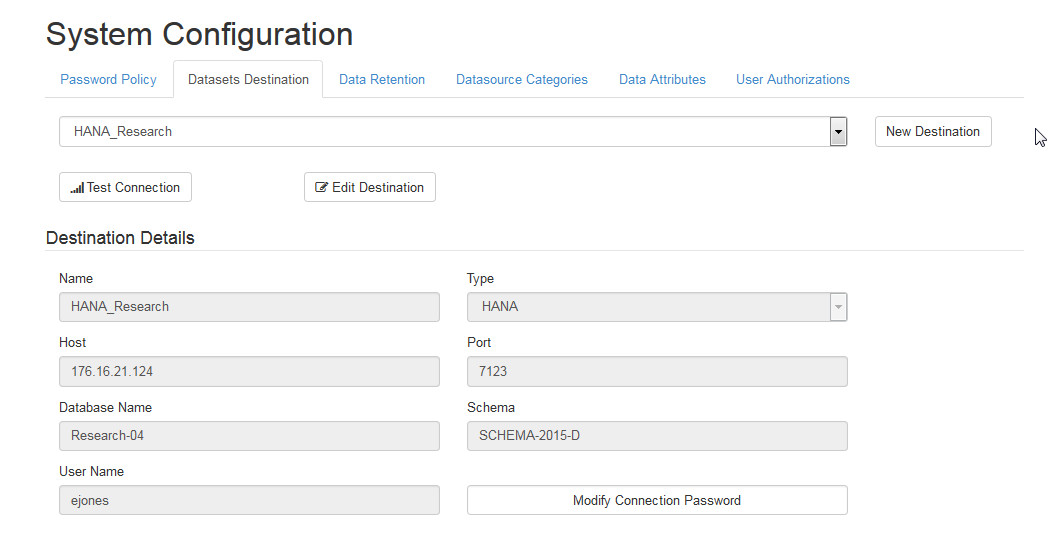 System Configuration
Password Policy Datasets Destination Data Retention Datasource Categories Data Attributes User Authorizations
HANA_Research New Destination
Test Connection Edit Destination
Destination Details
Name Type
HANA_Research HANA
Host Port
176.16.21.124 7123
Database Name Schema
Research-04 SCHEMA-2015-D
User Name
ejones Modify Connection Password